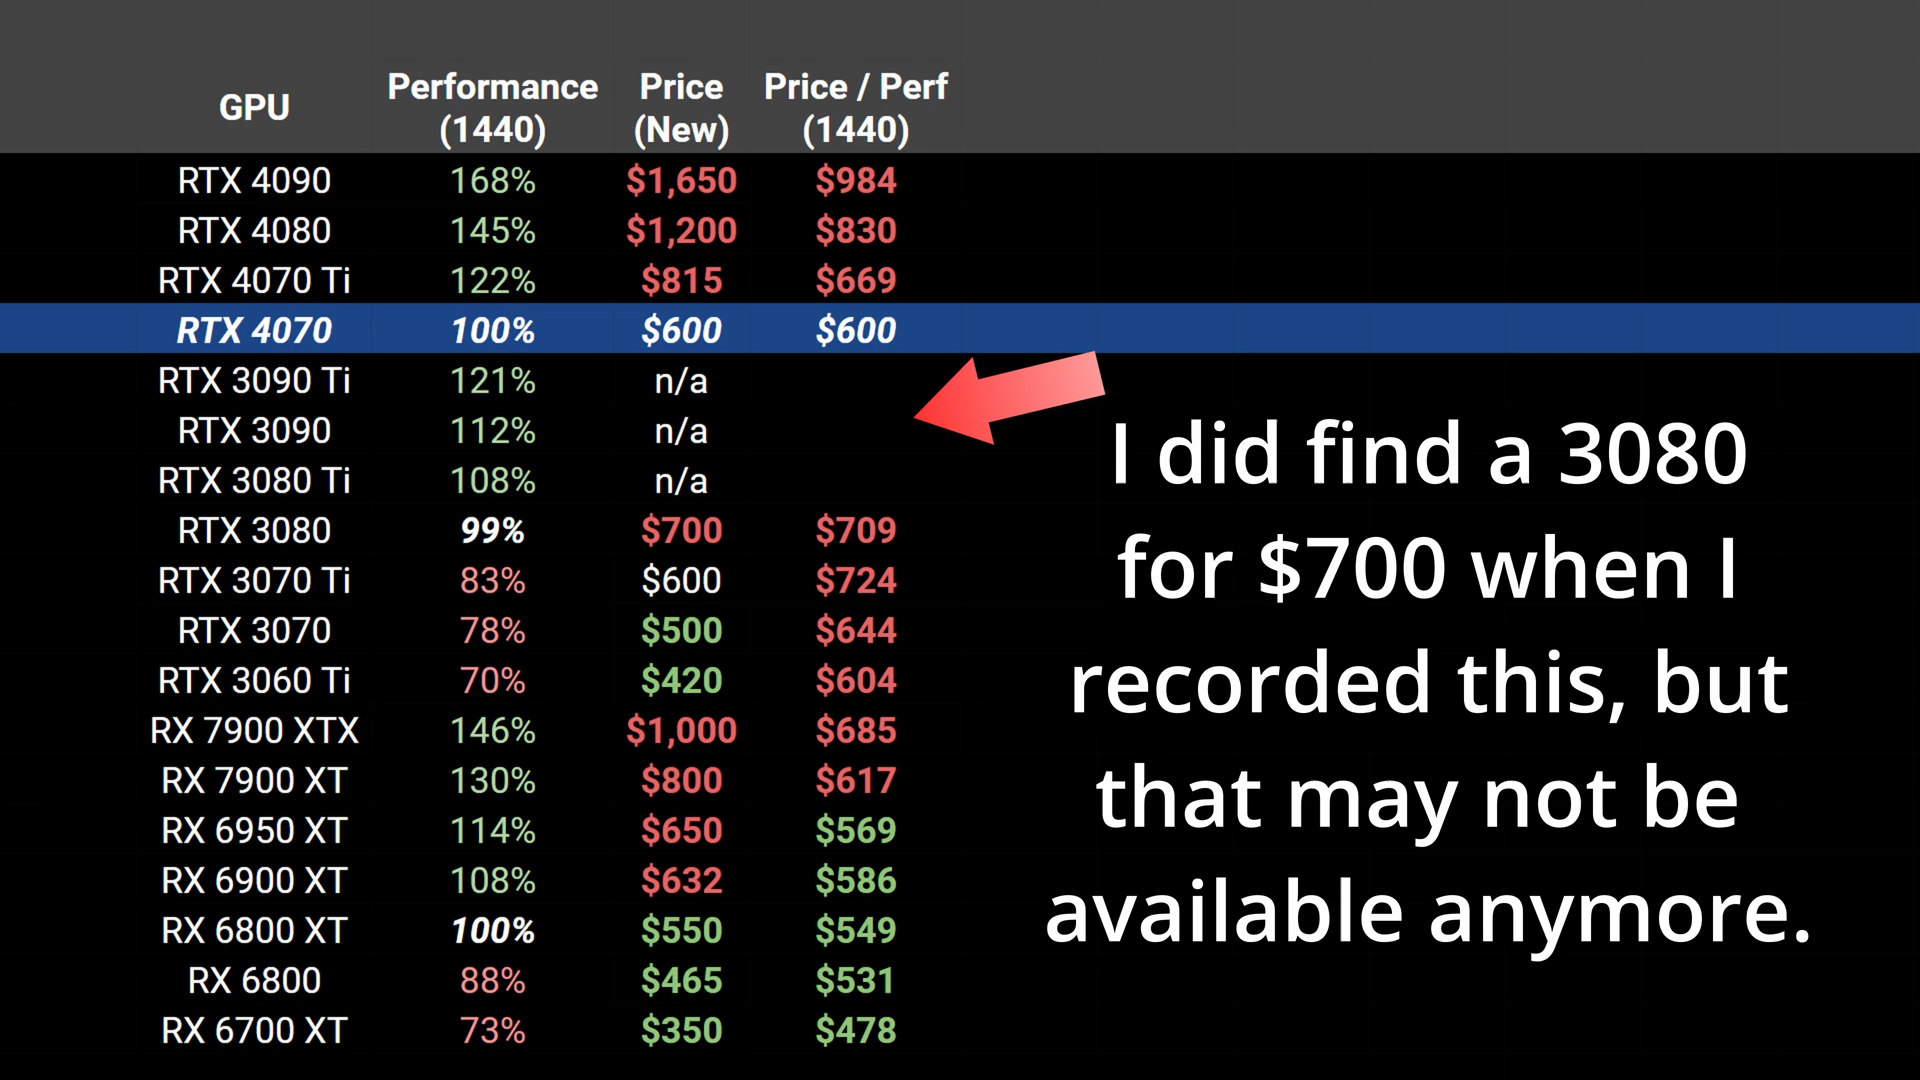 GPU Performance (1440) Price (New) Price / Perf (1440)
RTX 4090 168% $1,650 $984
RTX 4080 145% $1,200 $830
RTX 4070 Ti 122% $815 $669
RTX 4070 100% $600 $600
RTX 3090 Ti 121% n/a
RTX 3090 112% n/a
RTX 3080 Ti 108% n/a
RTX 3080 99% $700 $709
RTX 3070 Ti 83% $600 $724
RTX 3070 78% $500 $644
RTX 3060 Ti 70% $420 $604
RX 7900 XTX 146% $1,000 $685
RX 7900 XT 130% $800 $617
RX 6950 XT 114% $650 $569
RX 6900 XT 108% $632 $586
RX 6800 XT 100% $550 $549
RX 6800 88% $465 $531
RX 6700 XT 73% $350 $478
I did find a 3080
for $700 when I
recorded this, but
that may not be
available anymore.